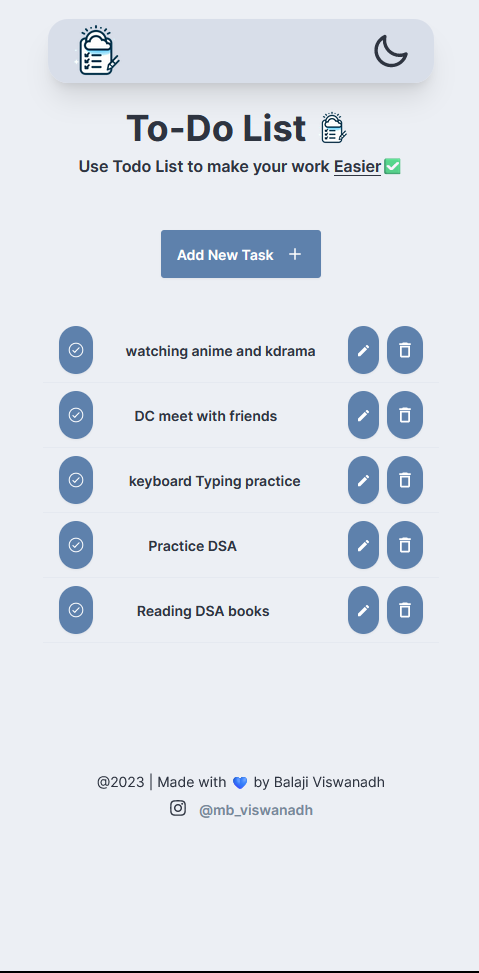 To-Do List
Use Todo List to make your work Easier✅
Add New Task +
watching anime and kdrama
DC meet with friends
keyboard Typing practice
Practice DSA
Reading DSA books
@2023 | Made with 💙 by Balaji Viswanadh
@mb_viswanadh